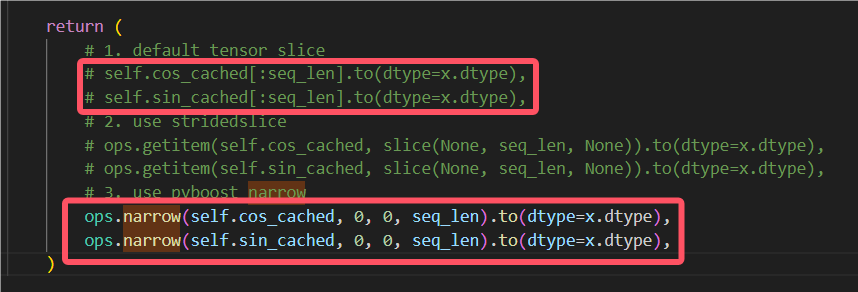 return (
# 1. default tensor slice
# self.cos_cached[:seq_len].to(dtype=x.dtype),
# self.sin_cached[:seq_len].to(dtype=x.dtype),
# 2. use stridedslice
# ops.getitem(self.cos_cached, slice(None, seq_len, None)).to(dtype=x.dtype),
# ops.getitem(self.sin_cached, slice(None, seq_len, None)).to(dtype=x.dtype),
# 3. use pyboost narrow
ops.narrow(self.cos_cached, 0, 0, seq_len).to(dtype=x.dtype),
ops.narrow(self.sin_cached, 0, 0, seq_len).to(dtype=x.dtype),
)